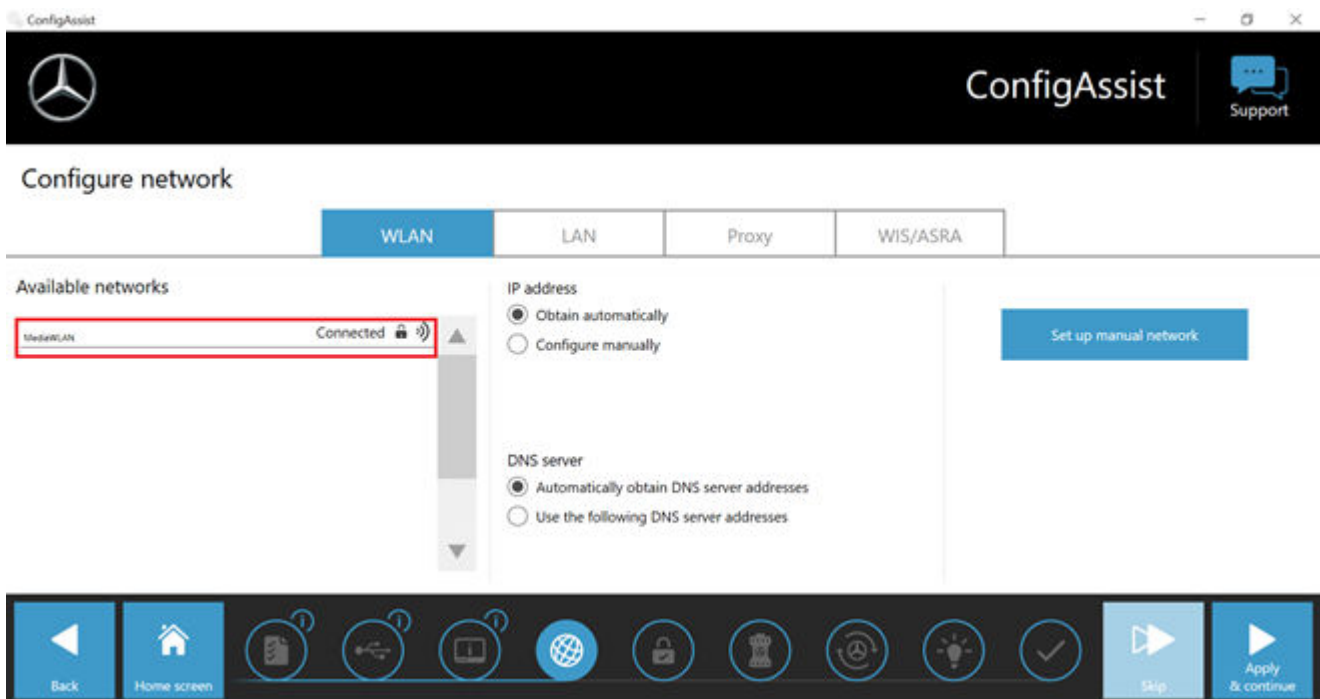 ConfigAssist
ConfigAssist
Support
Configure network
WLAN
LAN
Proxy
WIS/ASRA
Available networks
MediaWLAN
Connected
IP address
Obtain automatically
Configure manually
Set up manual network
DNS server
Automatically obtain DNS server addresses
Use the following DNS server addresses
Back
Home screen
Skip
Apply
& continue